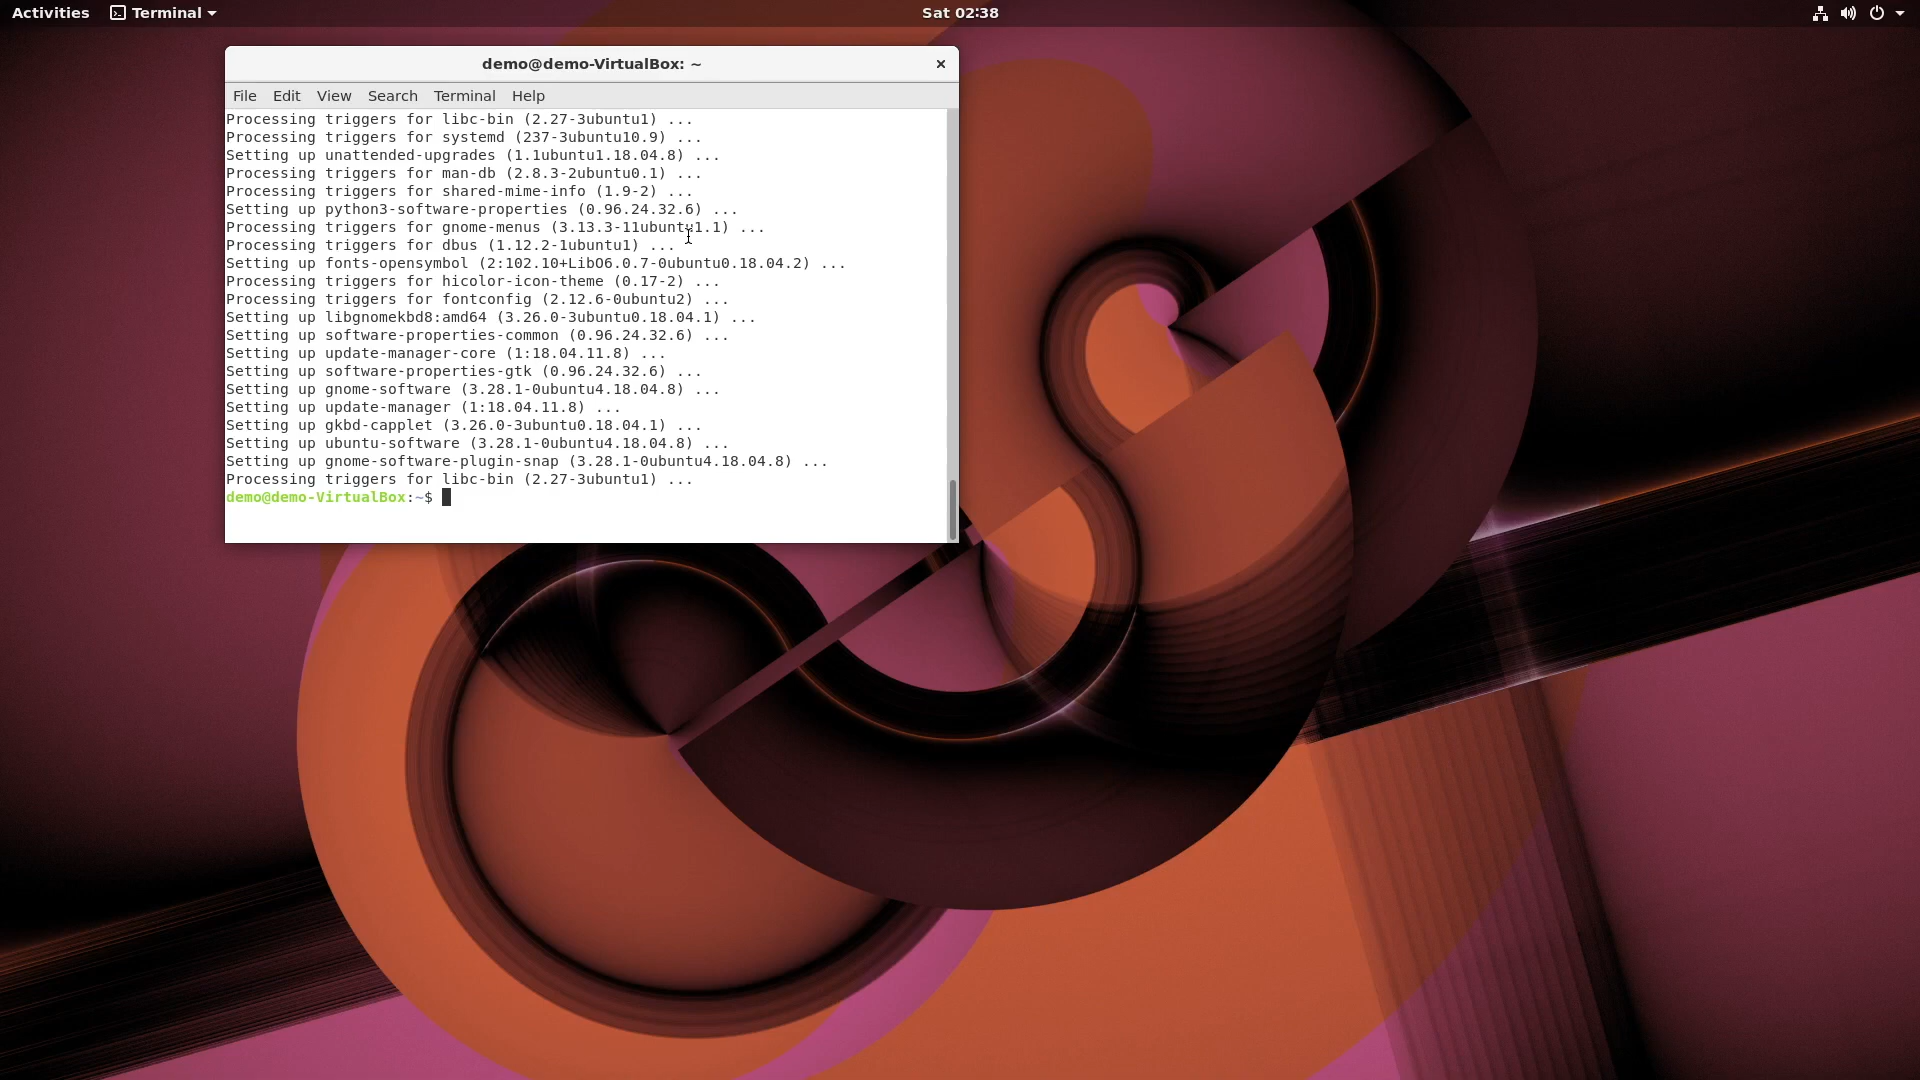 Activities Terminal Sat 02:38
demo@demo-VirtualBox: ~
File Edit View Search Terminal Help
Processing triggers for libc-bin (2.27-3ubuntu1) ...
Processing triggers for systemd (237-3ubuntu10.9) ...
Setting up unattended-upgrades (1.1ubuntu1.18.04.8) ...
Processing triggers for man-db (2.8.3-2ubuntu0.1) ...
Processing triggers for shared-mime-info (1.9-2) ...
Setting up python3-software-properties (0.96.24.32.6) ...
Processing triggers for gnome-menus (3.13.3-11ubuntu1.1) ...
Processing triggers for dbus (1.12.2-1ubuntu1) ...
Setting up fonts-opensymbol (2:102.10+LibO6.0.7-0ubuntu0.18.04.2) ...
Processing triggers for hicolor-icon-theme (0.17-2) ...
Processing triggers for fontconfig (2.12.6-0ubuntu2) ...
Setting up libgnomekbd8:amd64 (3.26.0-3ubuntu0.18.04.1) ...
Setting up software-properties-common (0.96.24.32.6) ...
Setting up update-manager-core (1:18.04.11.8) ...
Setting up software-properties-gtk (0.96.24.32.6) ...
Setting up gnome-software (3.28.1-0ubuntu4.18.04.8) ...
Setting up update-manager (1:18.04.11.8) ...
Setting up gkbd-capplet (3.26.0-3ubuntu0.18.04.1) ...
Setting up ubuntu-software (3.28.1-0ubuntu4.18.04.8) ...
Setting up gnome-software-plugin-snap (3.28.1-0ubuntu4.18.04.8) ...
Processing triggers for libc-bin (2.27-3ubuntu1) ...
demo@demo-VirtualBox:~$